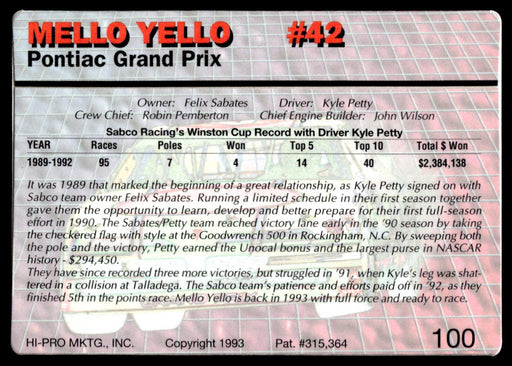 MELLO YELLO #42
Pontiac Grand Prix
Owner: Felix Sabates Driver: Kyle Petty
Crew Chief: Robin Pemberton Chief Engine Builder: John Wilson
Sabco Racing's Winston Cup Record with Driver Kyle Petty
YEAR Races Poles Won Top 5 Top 10 Total $ Won
1989-1992 95 7 4 14 40 $2,384,138
It was 1989 that marked the beginning of a great relationship, as Kyle Petty signed on with
Sabco team owner Felix Sabates. Running a limited schedule in their first season together
gave them the opportunity to learn, develop and better prepare for their first full-season
effort in 1990. The Sabates/Petty team reached victory lane early in the '90 season by taking
the checkered flag with style at the Goodwrench 500 in Rockingham, N.C. By sweeping both
the pole and the victory, Petty earned the Unocal bonus and the largest purse in NASCAR
history - $294,450.
They have since recorded three more victories, but struggled in '91, when Kyle's leg was shat-
tered in a collision at Talladega. The Sabco team's patience and efforts paid off in '92, as they
finished 5th in the points race. Mello Yello is back in 1993 with full force and ready to race.
HI-PRO MKTG., INC. Copyright 1993 Pat. #315,364 100